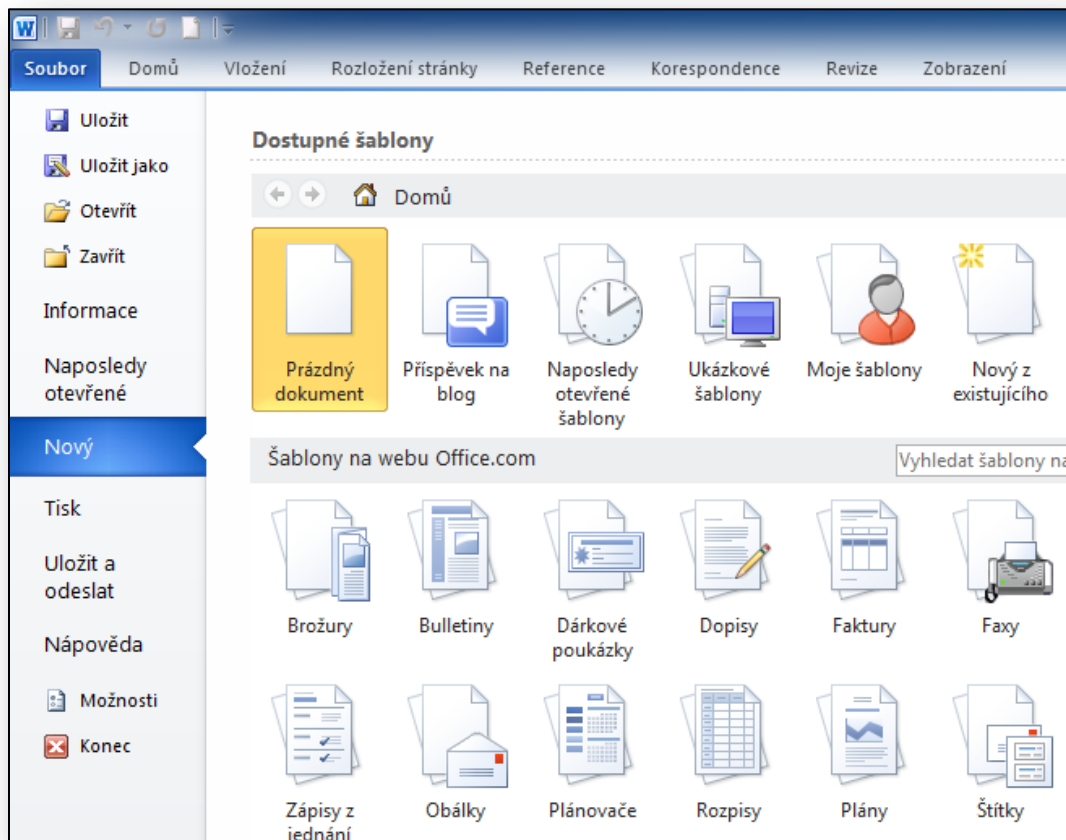 W
Soubor Domů Vložení Rozložení stránky Reference Korespondence Revize Zobrazení
Uložit
Uložit jako
Otevřít
Zavřít
Informace
Naposledy
otevřené
Nový
Tisk
Uložit a
odeslat
Nápověda
Možnosti
Konec
Dostupné šablony
Domů
Prázdný
dokument
Příspěvek na
blog
Naposledy
otevřené
šablony
Ukázkové
šablony
Moje šablony
Nový z
existujícího
Šablony na webu Office.com
Vyhledat šablony na
Brožury
Bulletiny
Dárkové
poukázky
Dopisy
Faktury
Faxy
Zápisy z
jednání
Obálky
Plánovače
Rozpisy
Plány
Štítky